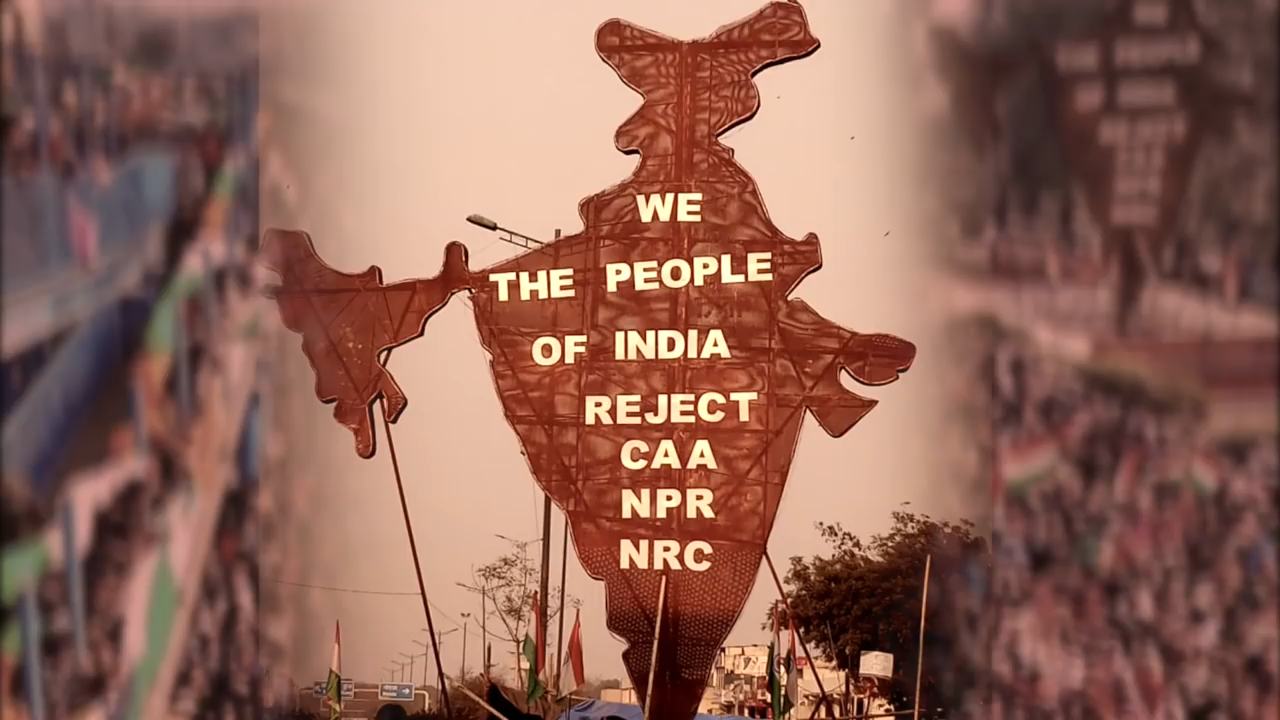 WE
THE PEOPLE
OF INDIA
REJECT
CAA
NPR
NRC